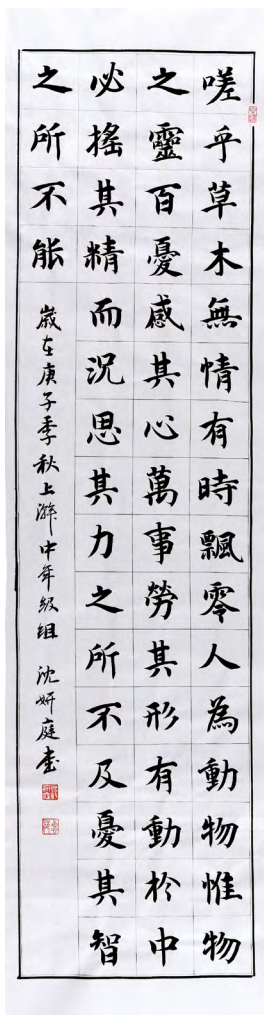 嗟乎草木無情有時飄零人為動物惟物
之靈百憂感其心萬事勞其形有動於中
必搖其精而況思其力之所不及憂其智
之所不能
歲在庚子季秋上澣中年級組 沈妍庭書